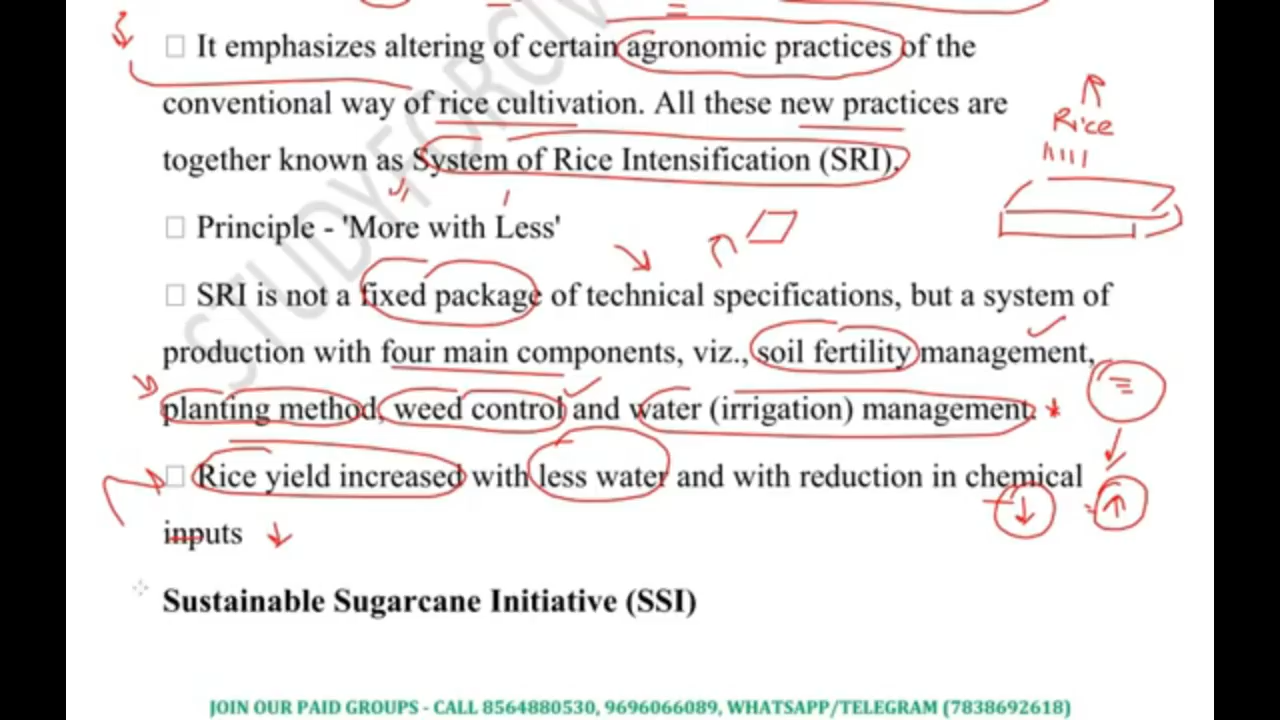 □ It emphasizes altering of certain agronomic practices of the
conventional way of rice cultivation. All these new practices are
together known as System of Rice Intensification (SRI).
Rice
□ Principle - 'More with Less'
□ SRI is not a fixed package of technical specifications, but a system of
production with four main components, viz., soil fertility management,
planting method, weed control and water (irrigation) management.
□ Rice yield increased with less water and with reduction in chemical
inputs
Sustainable Sugarcane Initiative (SSI)
STUDYFORCIV
JOIN OUR PAID GROUPS - CALL 8564880530, 9696066089, WHATSAPP/TELEGRAM (7838692618)